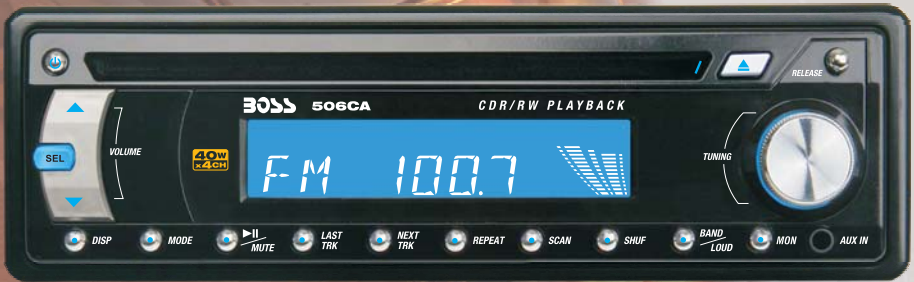 RELEASE
BOSS 506CA CDR/RW PLAYBACK
SEL VOLUME
40W
x4CH
FM 100.7
TUNING
DISP MODE MUTE LAST TRK NEXT TRK REPEAT SCAN SHUF BAND/LOUD MON AUX IN